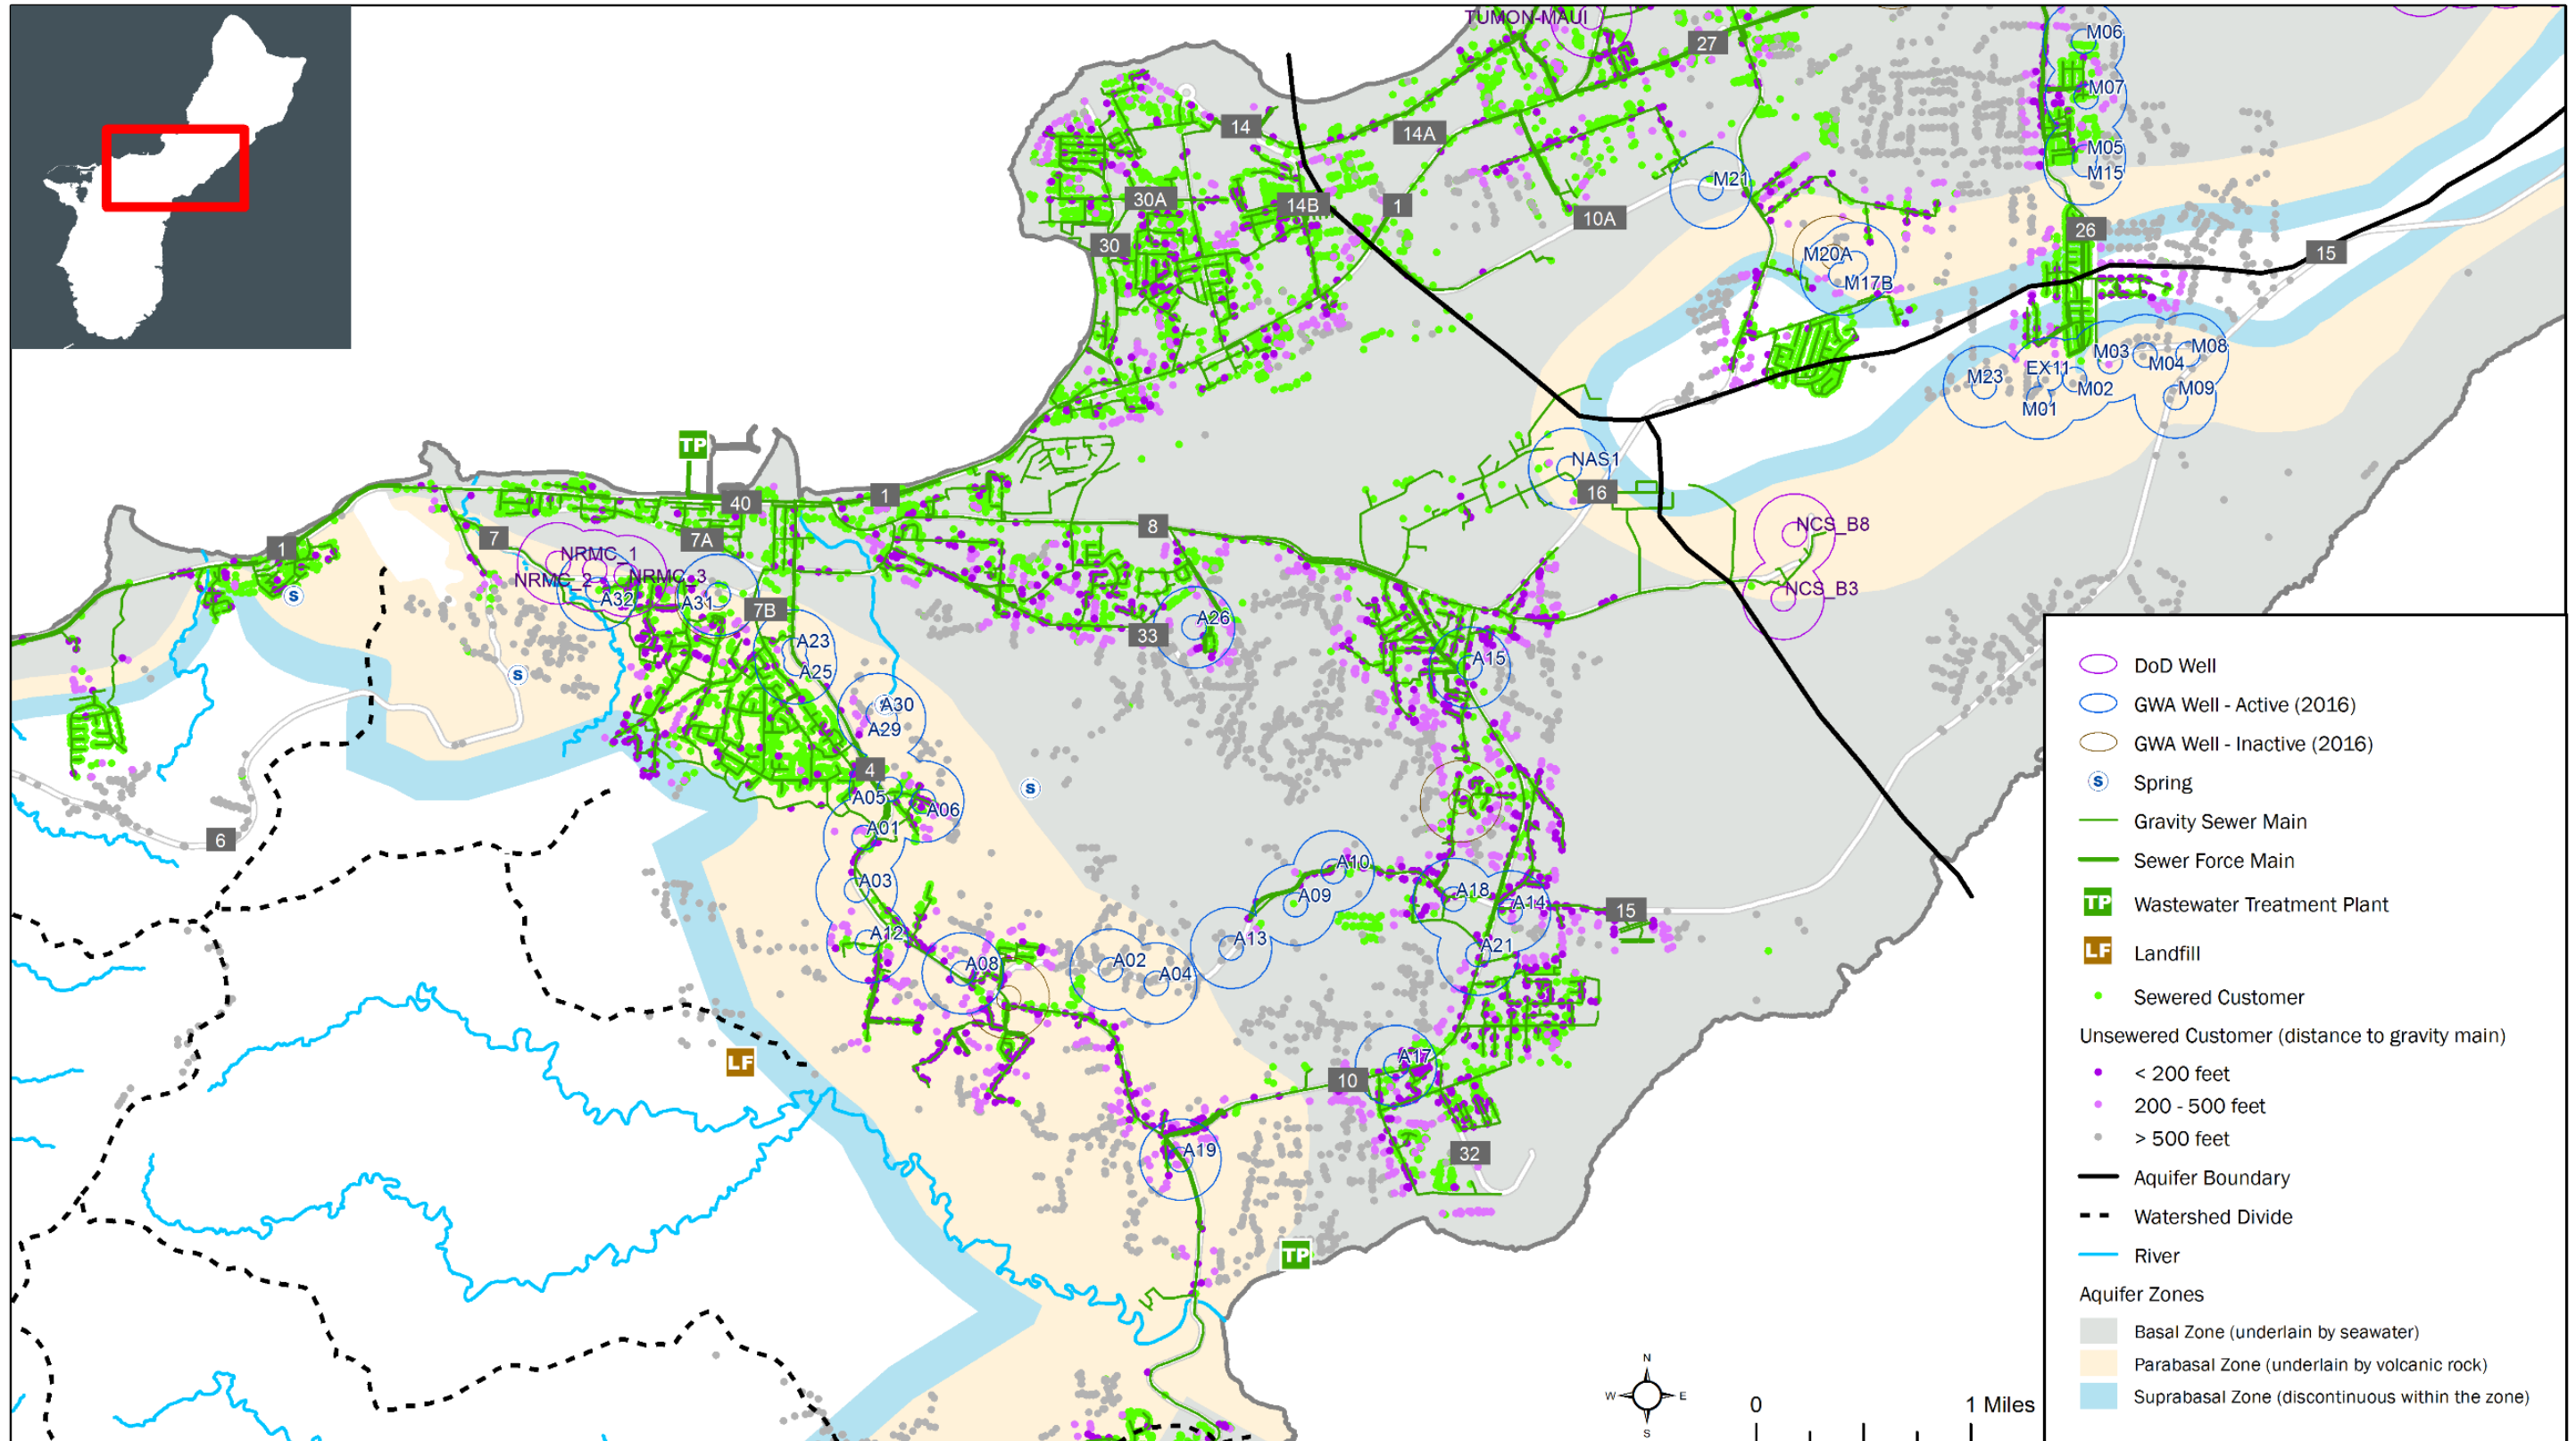 TUMON-MAUI
27
M06
M07
14
14A
M05
M15
M21
30A
14B
1
10A
26
30
15
M20A
M17B
M03
M08
M04
EX11
M23
M02
M09
M01
TP
NAS1
16
40
1
8
NCS_B8
7
7A
1
NRMC_1
NRMC_2
NRMC_3
A32
A31
NCS_B3
7B
A26
33
A23
A25
A15
S
S
A30
A29
4
S
A05
A06
A01
6
A10
A03
A09
A18
A14
15
A12
A13
A21
A08
A02
A04
LF
A17
10
A19
32
TP
DoD Well
GWA Well - Active (2016)
GWA Well - Inactive (2016)
S Spring
Gravity Sewer Main
Sewer Force Main
TP Wastewater Treatment Plant
LF Landfill
Sewered Customer
Unsewered Customer (distance to gravity main)
< 200 feet
200 - 500 feet
> 500 feet
Aquifer Boundary
Watershed Divide
River
Aquifer Zones
Basal Zone (underlain by seawater)
Parabasal Zone (underlain by volcanic rock)
Suprabasal Zone (discontinuous within the zone)
N
W E
S
0 1 Miles